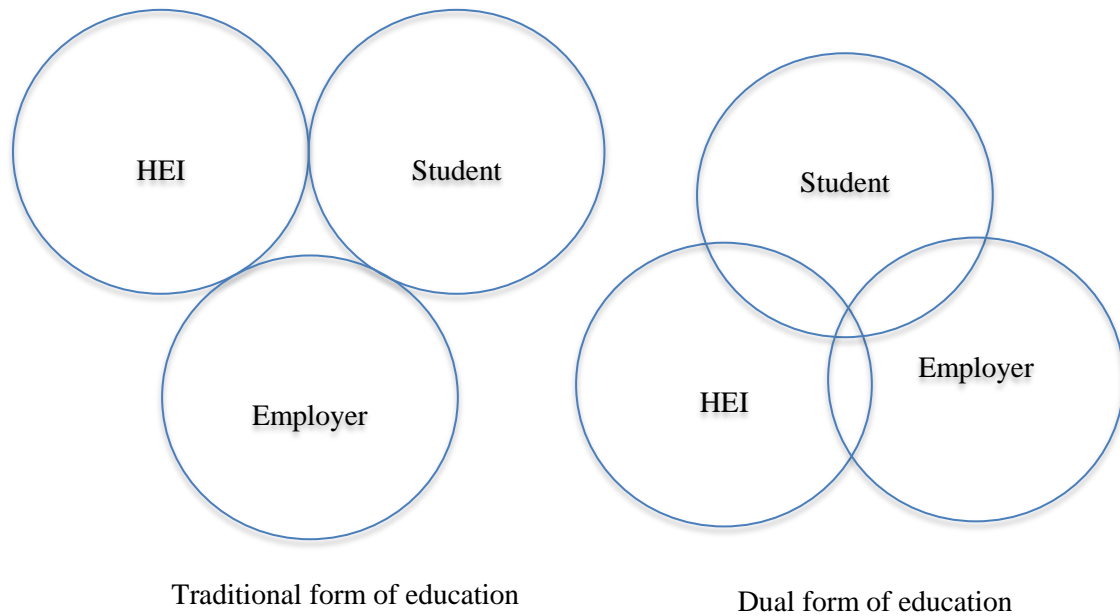 HEI
Student
Employer
Traditional form of education
Student
HEI
Employer
Dual form of education